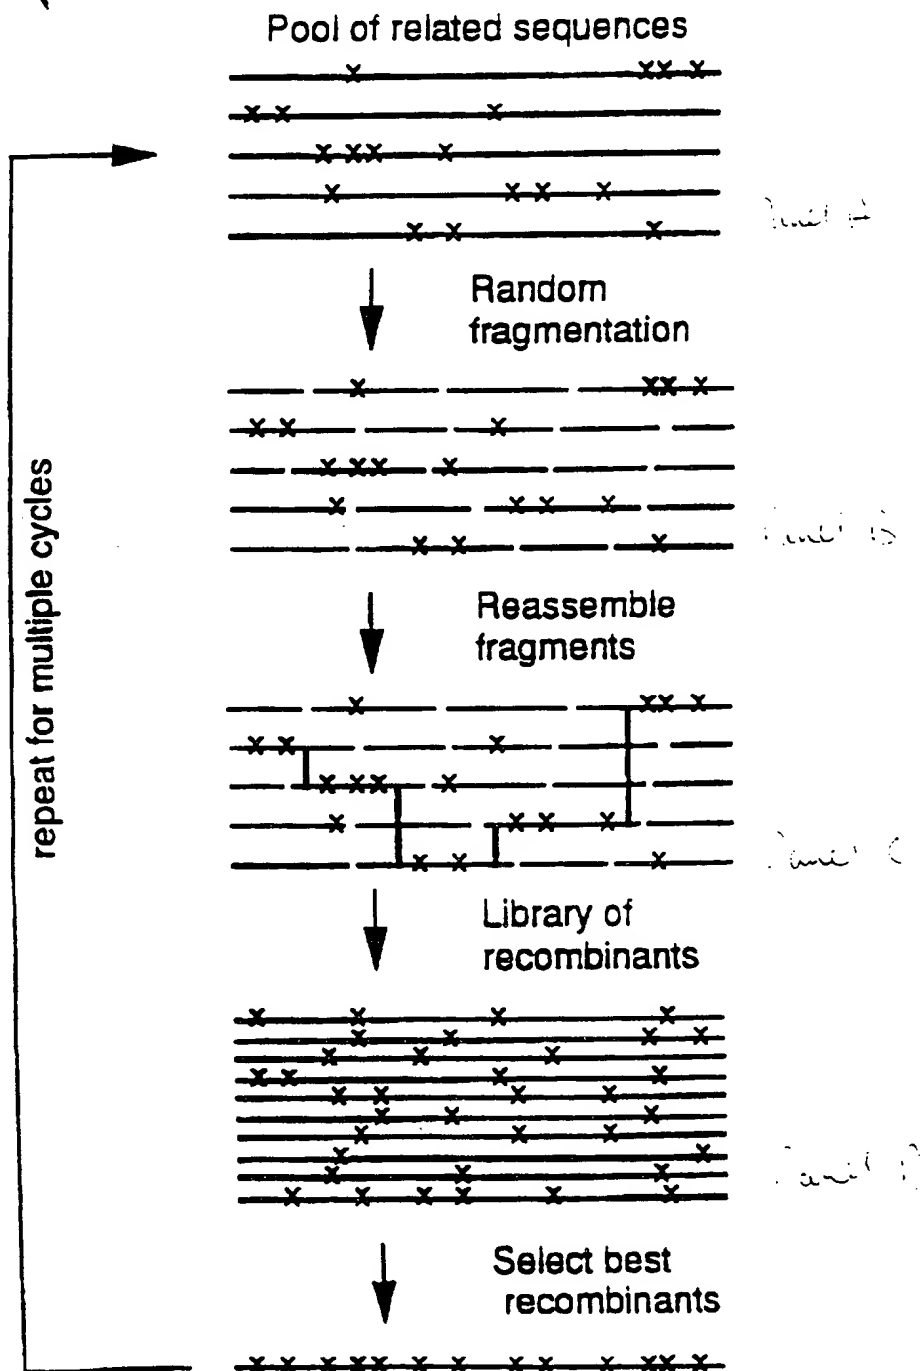 Pool of related sequences
Random
fragmentation
Reassemble
fragments
repeat for multiple cycles
Library of
recombinants
Select best
recombinants